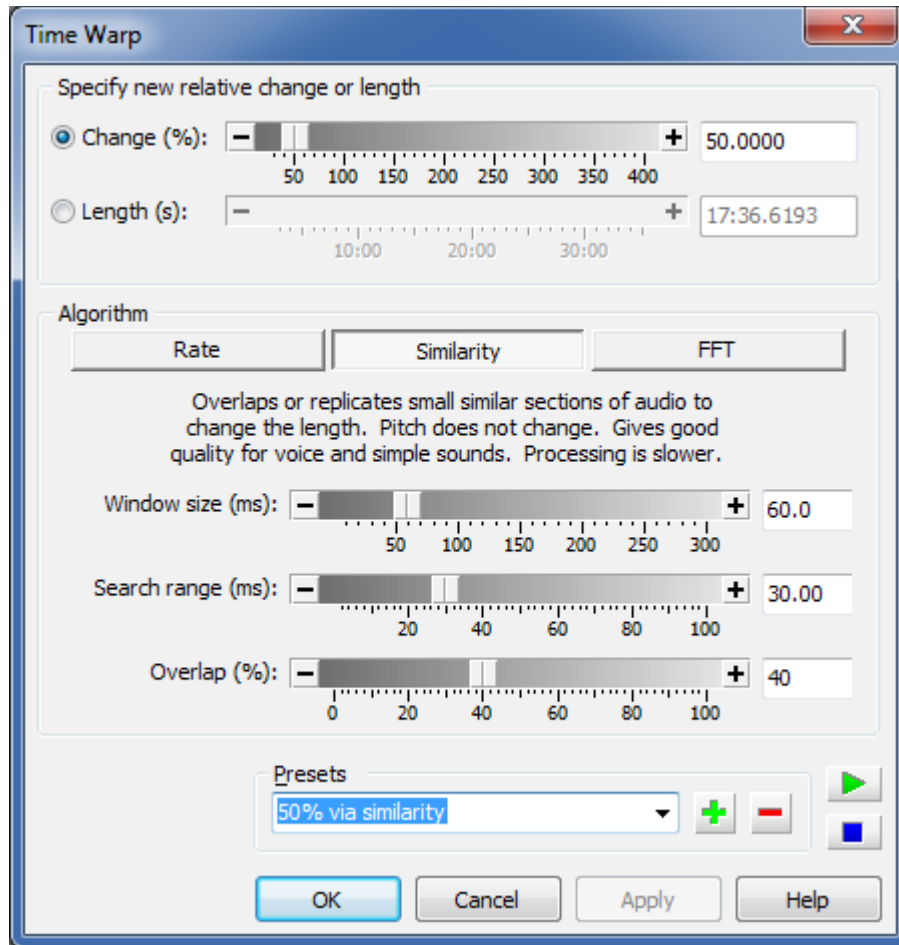 Time Warp
Specify new relative change or length
Change (%): 50.0000
50 100 150 200 250 300 350 400
Length (s): 17:36.6193
10:00 20:00 30:00
Algorithm
Rate Similarity FFT
Overlaps or replicates small similar sections of audio to
change the length. Pitch does not change. Gives good
quality for voice and simple sounds. Processing is slower.
Window size (ms): 60.0
50 100 150 200 250 300
Search range (ms): 30.00
20 40 60 80 100
Overlap (%): 40
0 20 40 60 80 100
Presets
50% via similarity
OK Cancel Apply Help